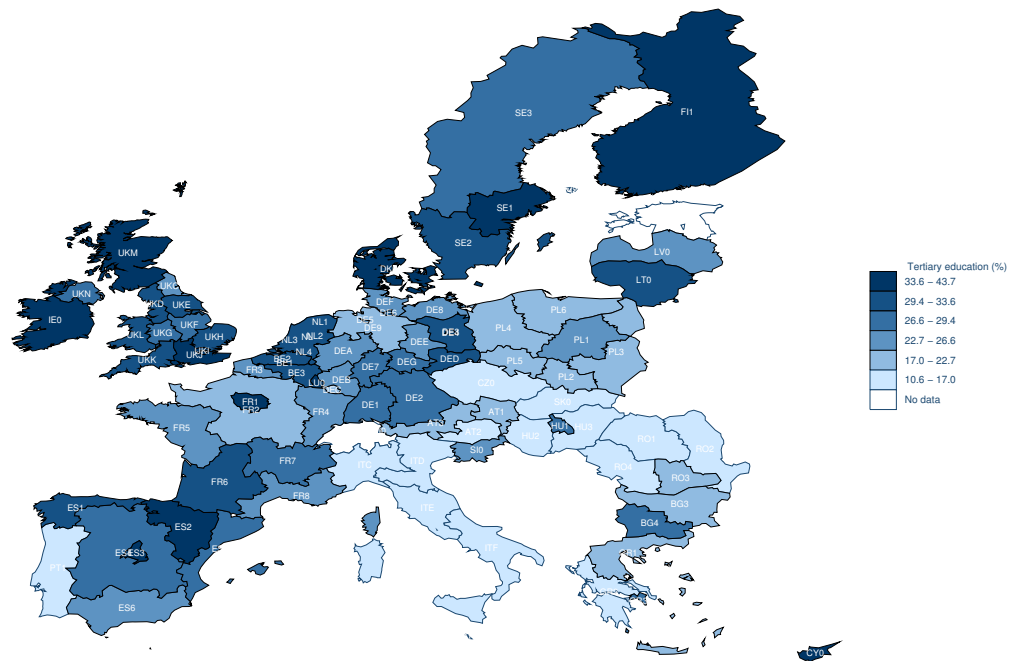 SE3
FI1
SE1
SE2
UKM
DK
LV0
LT0
UKC
UKN
UKD
UKE
IE0
UKF
UKL
UKG
UKH
UKK
DEF
DE8
NL1
NL2
NL3
NL4
DE9
DEE
DEA
DE7
DEG
DED
PL6
PL4
PL1
PL3
PL5
PL2
BE3
FR3
LU0
DEB
DEC
DE1
DE2
CZ0
SK0
FR1
FR2
FR4
FR5
AT1
AT2
HU1
HU2
HU3
SI0
RO1
RO2
RO3
RO4
BG3
BG4
FR7
FR6
FR8
ITC
ITD
ITE
ITF
ES1
ES2
ES3
ES6
CY0
Tertiary education (%)
33.6 – 43.7
29.4 – 33.6
26.6 – 29.4
22.7 – 26.6
17.0 – 22.7
10.6 – 17.0
No data